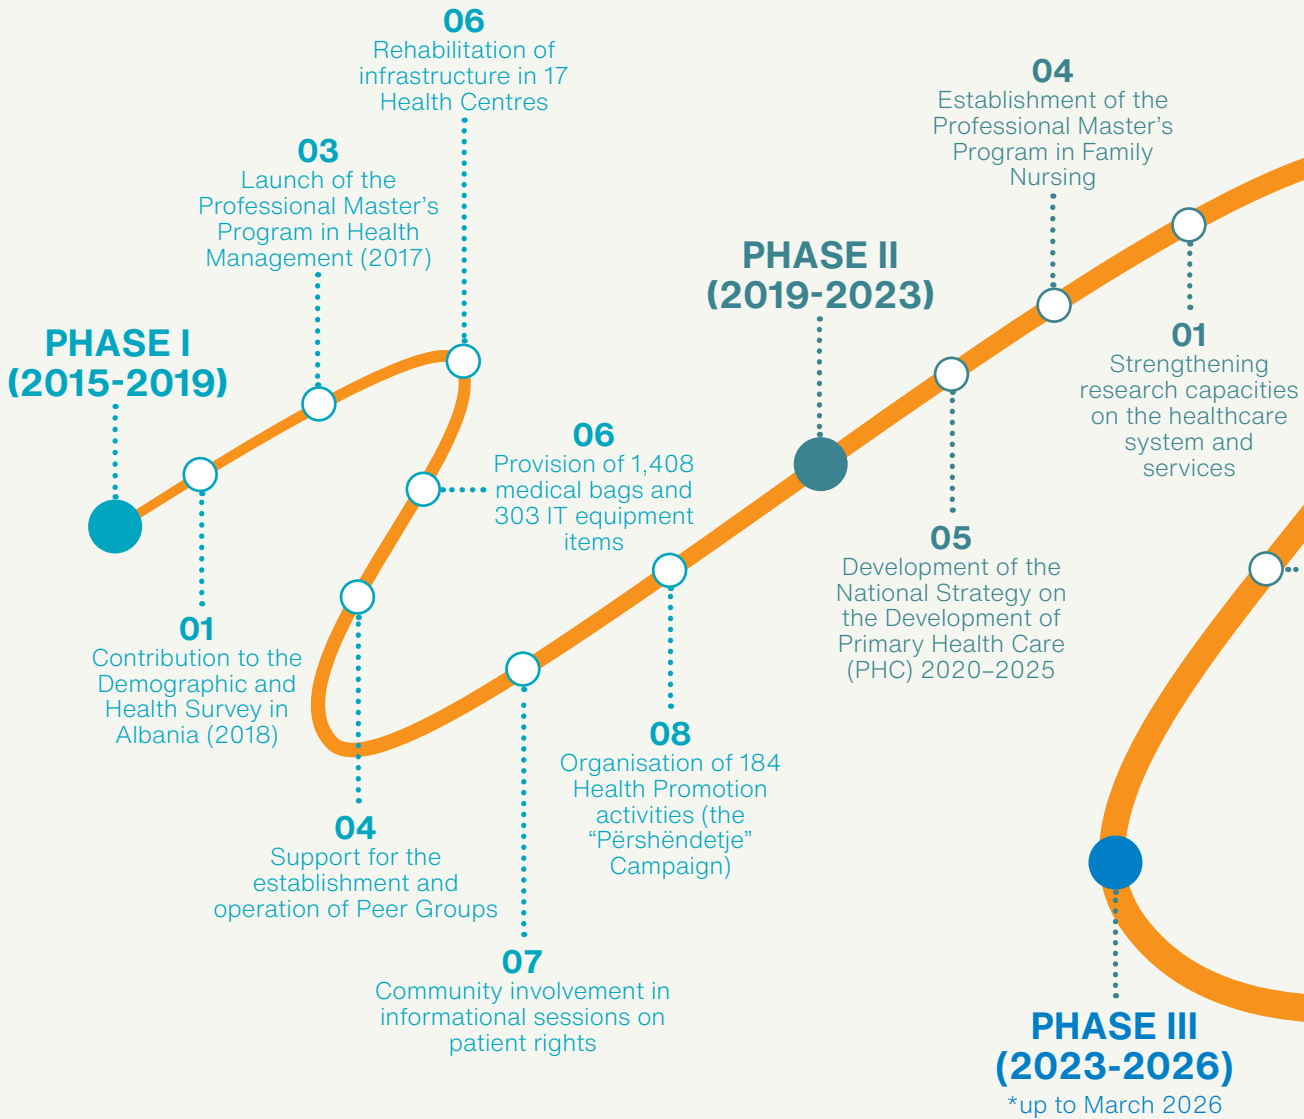 PHASE I
(2015-2019)
01
Contribution to the
Demographic and
Health Survey in
Albania (2018)
03
Launch of the
Professional Master’s
Program in Health
Management (2017)
06
Rehabilitation of
infrastructure in 17
Health Centres
06
Provision of 1,408
medical bags and
303 IT equipment
items
04
Support for the
establishment and
operation of Peer Groups
07
Community involvement in
informational sessions on
patient rights
08
Organisation of 184
Health Promotion
activities (the
“Përshëndetje”
Campaign)
PHASE II
(2019-2023)
05
Development of the
National Strategy on
the Development of
Primary Health Care
(PHC) 2020–2025
04
Establishment of the
Professional Master’s
Program in Family
Nursing
01
Strengthening
research capacities
on the healthcare
system and
services
PHASE III
(2023-2026)
*up to March 2026